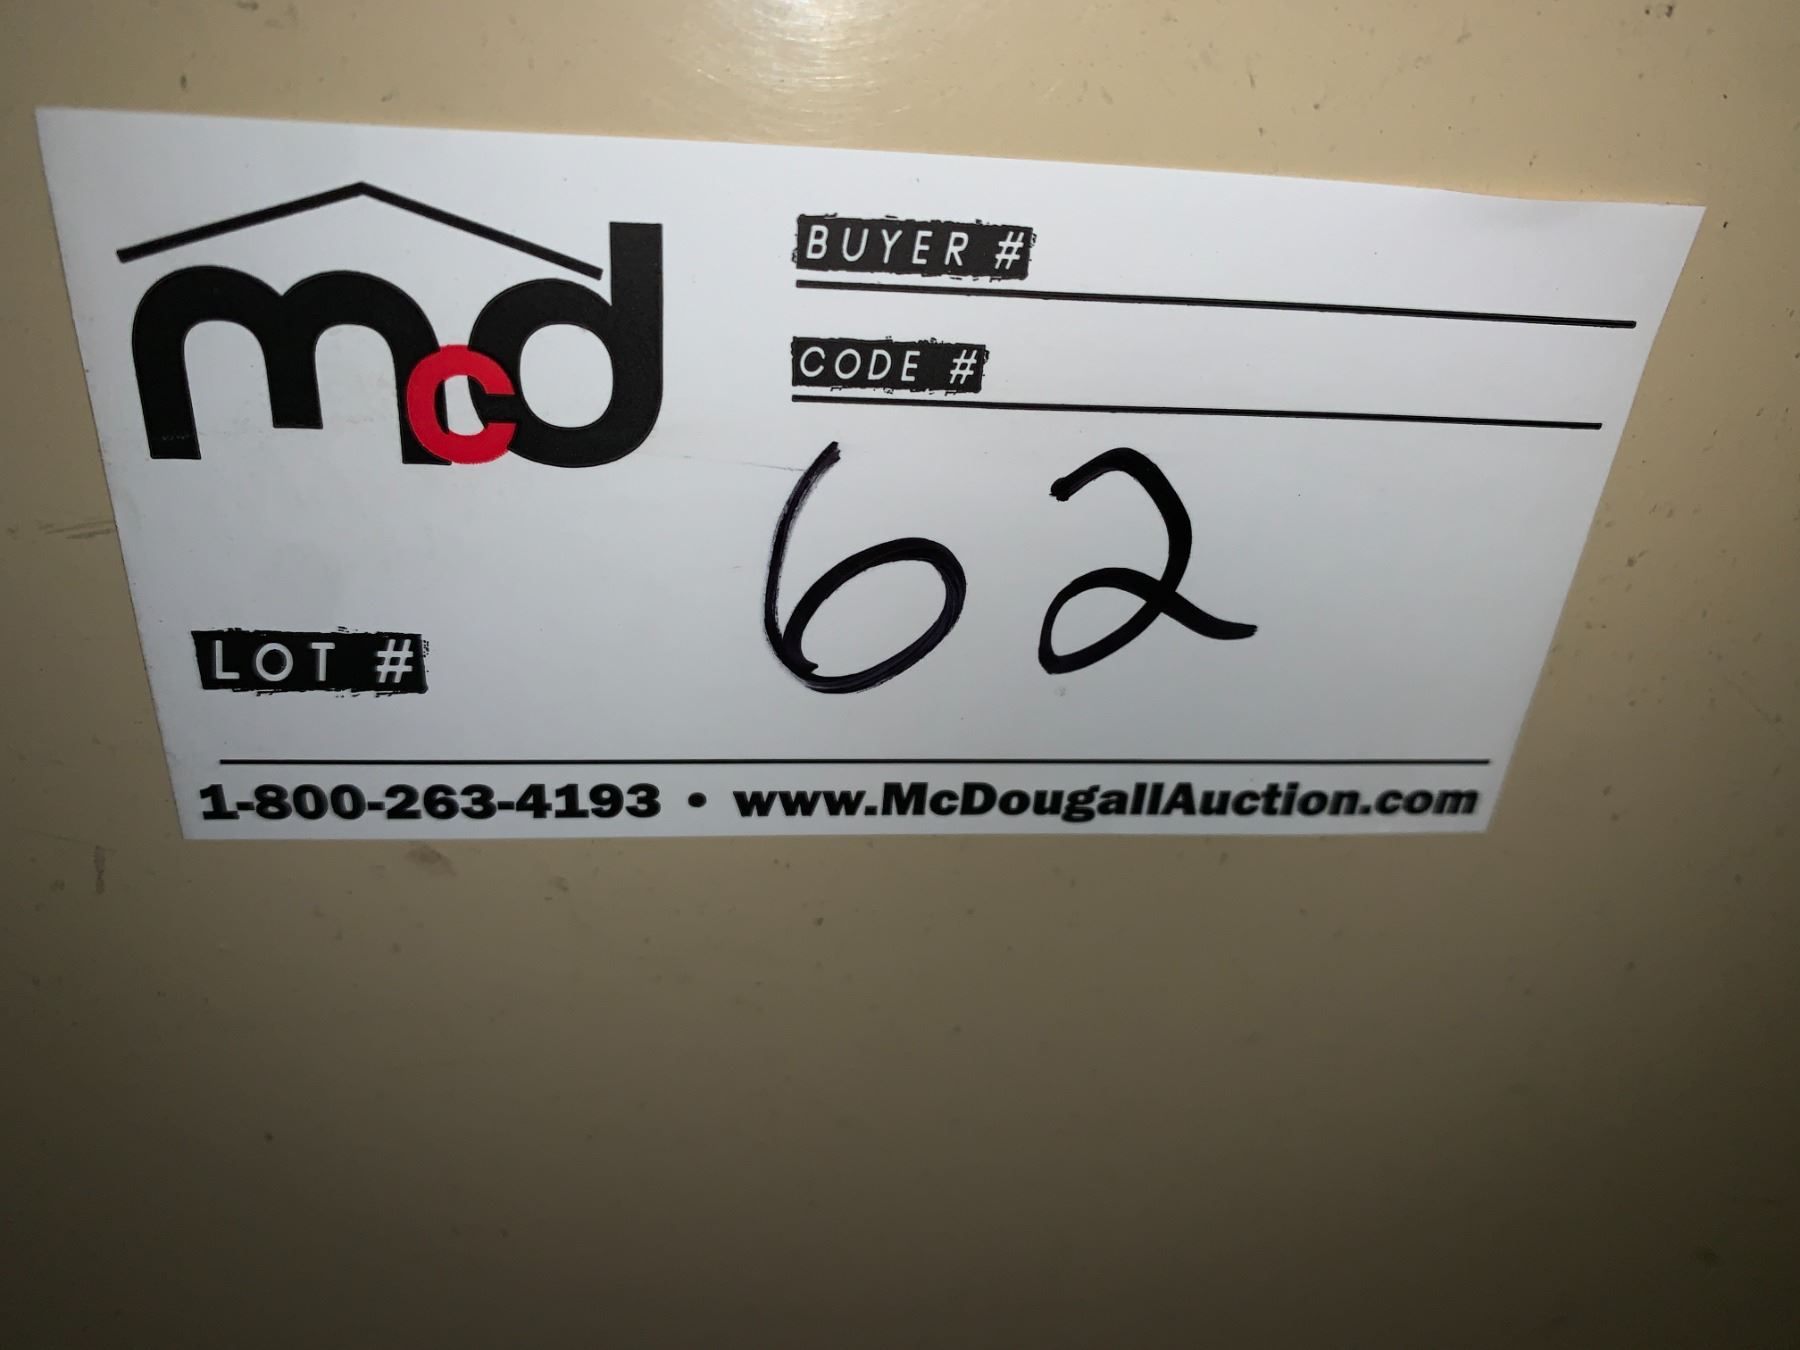 mcd
BUYER #
CODE #
LOT # 62
1-800-263-4193 • www.McDougallAuction.com